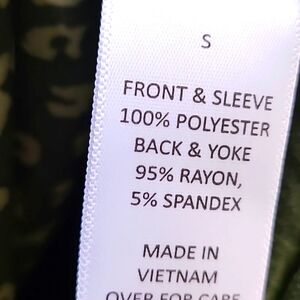 S
FRONT & SLEEVE
100% POLYESTER
BACK & YOKE
95% RAYON,
5% SPANDEX
MADE IN
VIETNAM
OVER FOR CARE